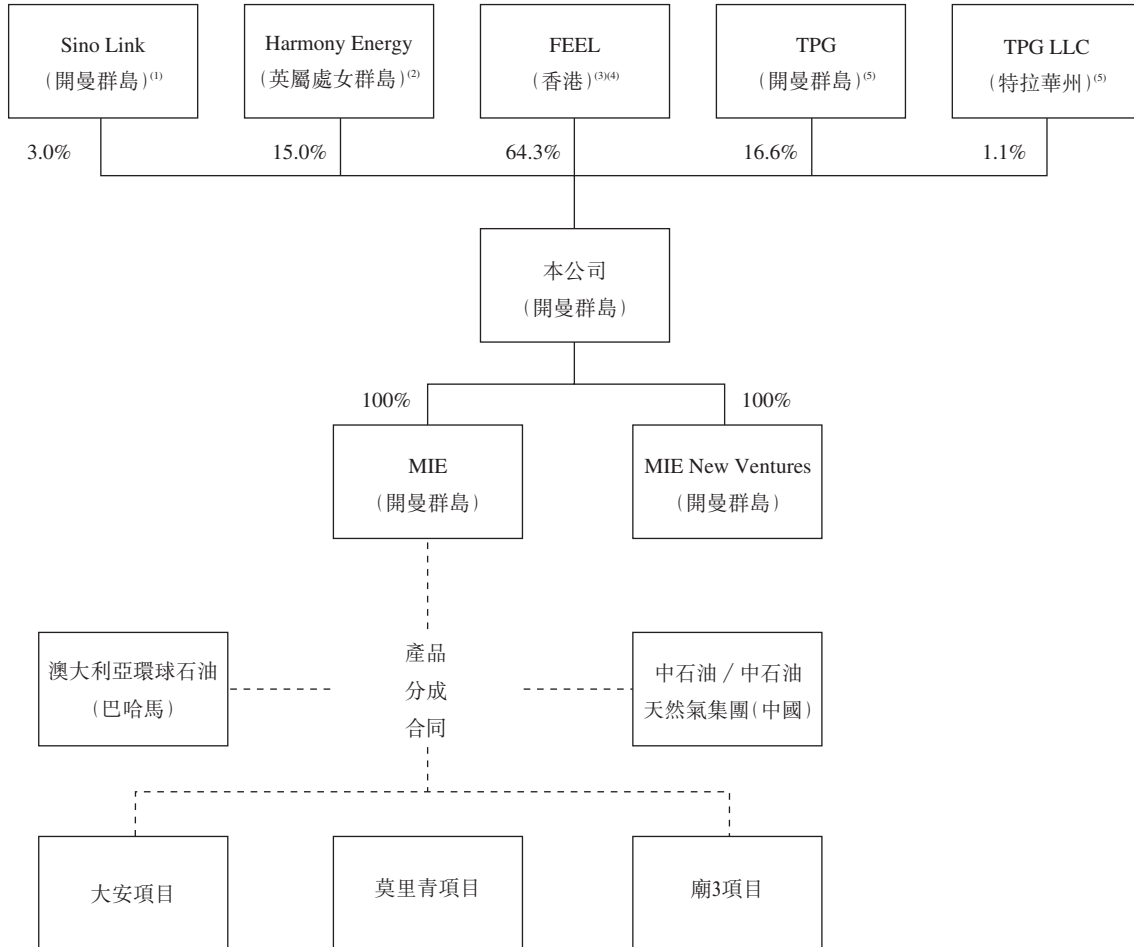 Sino Link
(開曼群島)(1)
Harmony Energy
(英屬處女群島)(2)
FEEL
(香港)(3)(4)
TPG
(開曼群島)(5)
TPG LLC
(特拉華州)(5)
3.0%
15.0%
64.3%
16.6%
1.1%
本公司
(開曼群島)
100%
100%
MIE
(開曼群島)
MIE New Ventures
(開曼群島)
澳大利亞環球石油
(巴哈馬)
產品
分成
合同
中石油 / 中石油
天然氣集團(中國)
大安項目
莫里青項目
廟3項目